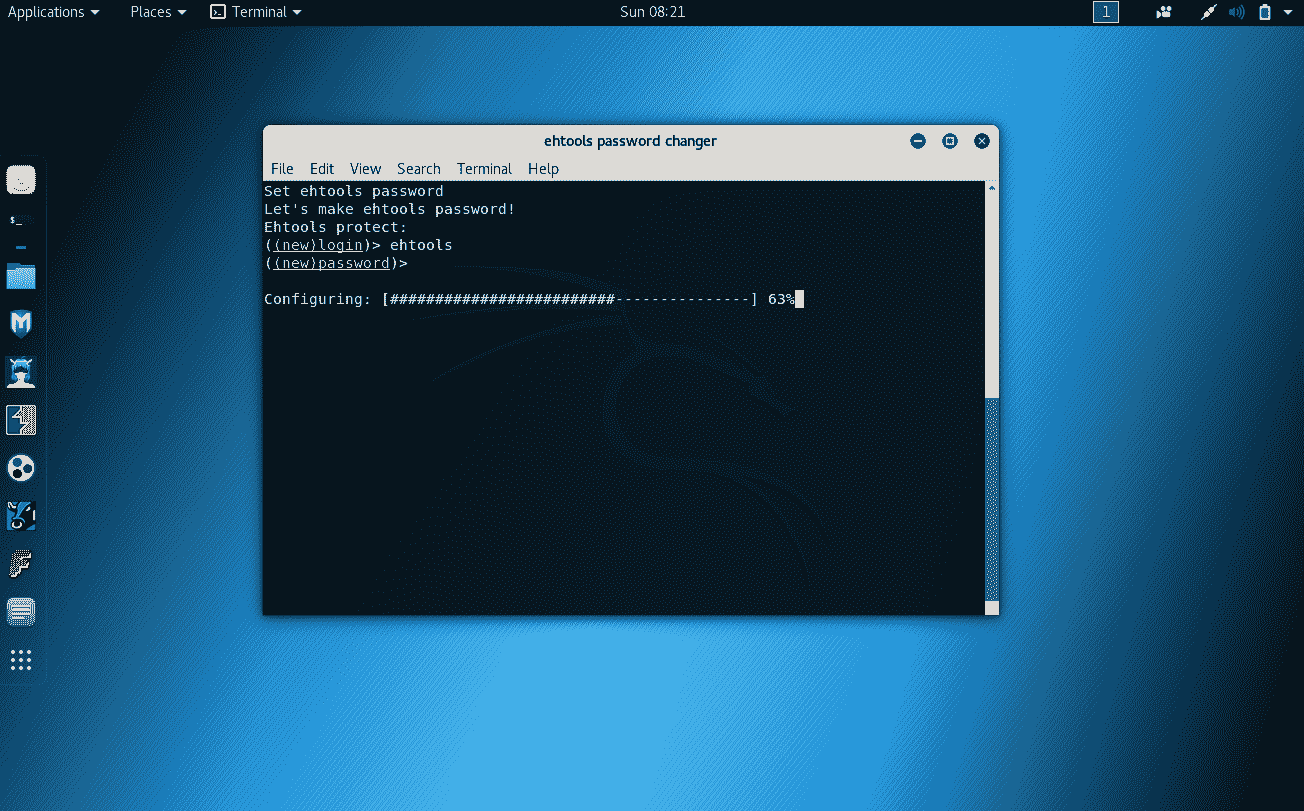 Applications Places Terminal Sun 08:21 1
ehtools password changer
File Edit View Search Terminal Help
Set ehtools password
Let's make ehtools password!
Ehtools protect:
((new)login)> ehtools
((new)password)>
Configuring: [#########################---------------] 63%
$_